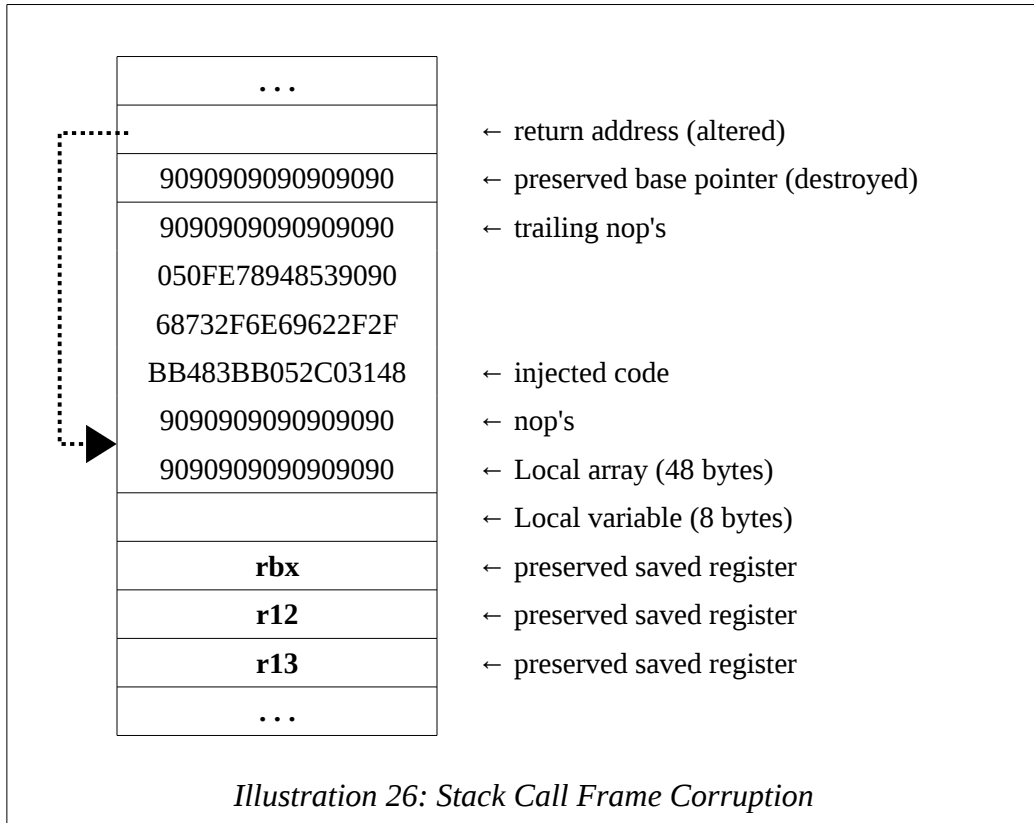 . . .
← return address (altered)
9090909090909090 ← preserved base pointer (destroyed)
9090909090909090 ← trailing nop's
050FE78948539090
68732F6E69622F2F
BB483BB052C03148 ← injected code
9090909090909090 ← nop's
9090909090909090 ← Local array (48 bytes)
← Local variable (8 bytes)
rbx ← preserved saved register
r12 ← preserved saved register
r13 ← preserved saved register
. . .
Illustration 26: Stack Call Frame Corruption